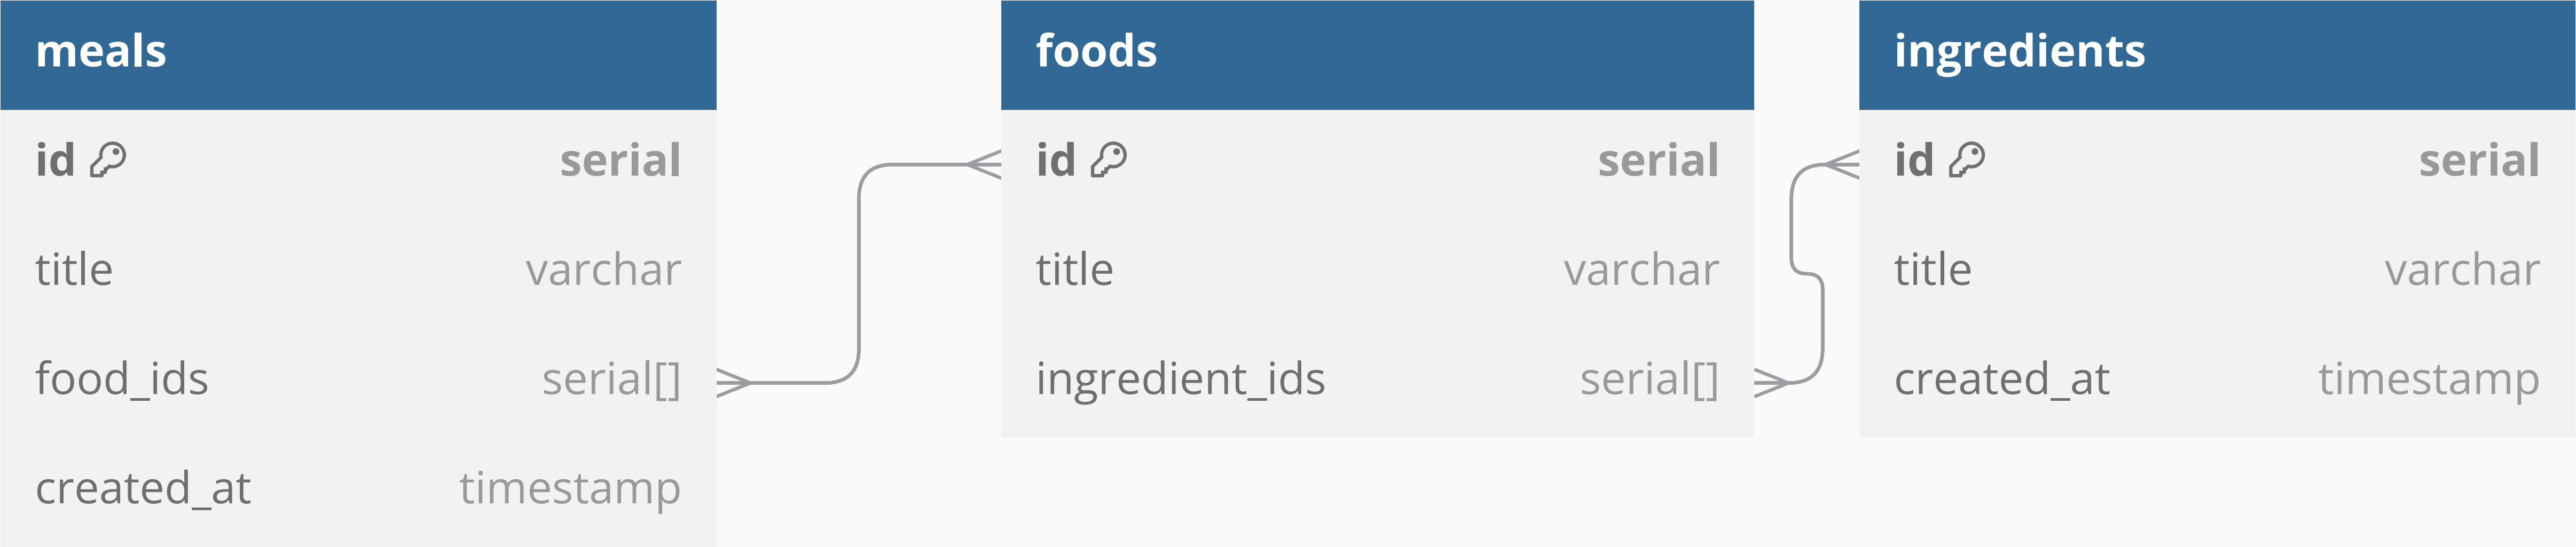 meals
id serial
title varchar
food_ids serial[]
created_at timestamp
foods
id serial
title varchar
ingredient_ids serial[]
ingredients
id serial
title varchar
created_at timestamp